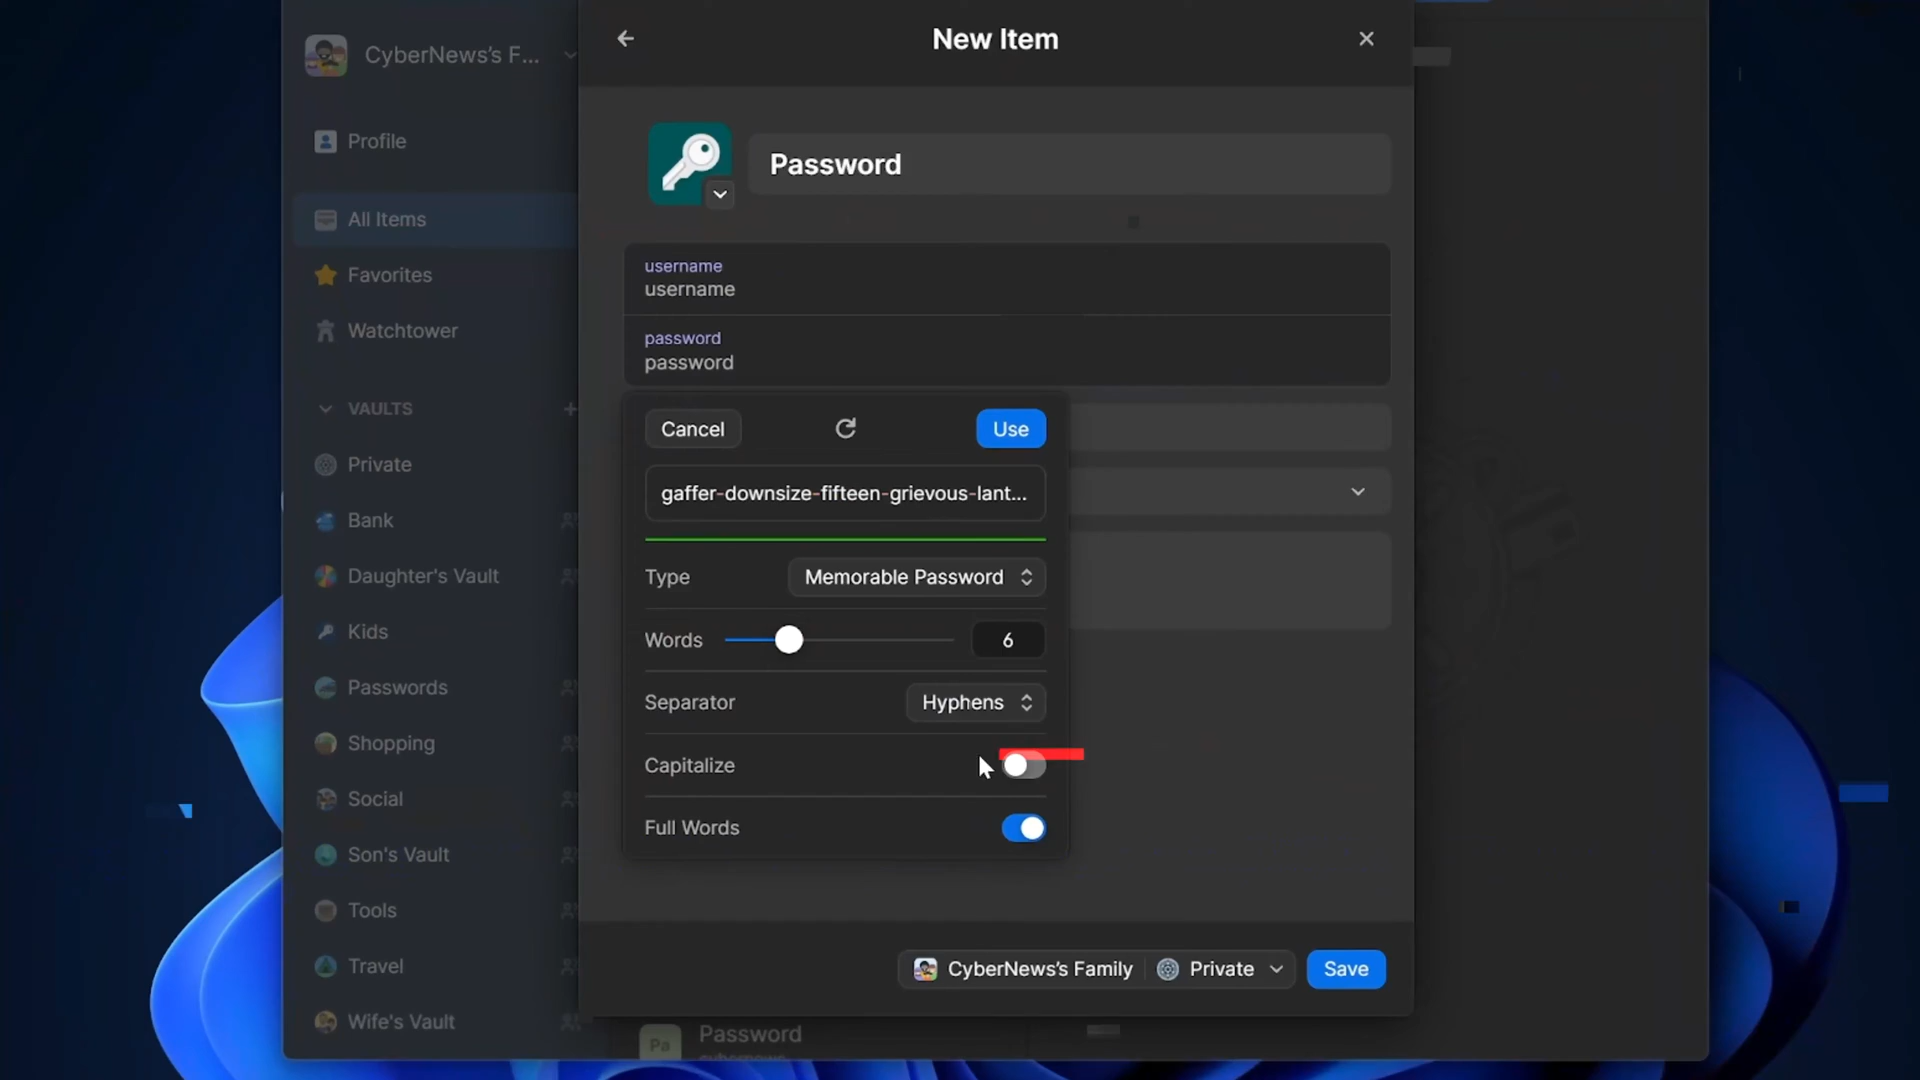 CyberNews's F...
Profile
All Items
Favorites
Watchtower
VAULTS
Private
Bank
Daughter's Vault
Kids
Passwords
Shopping
Social
Son's Vault
Tools
Travel
Wife's Vault
New Item
Password
username
username
password
password
Cancel
Use
gaffer-downsize-fifteen-grievous-lant...
Type
Memorable Password
Words
6
Separator
Hyphens
Capitalize
Full Words
CyberNews's Family
Private
Save
Pa
Password